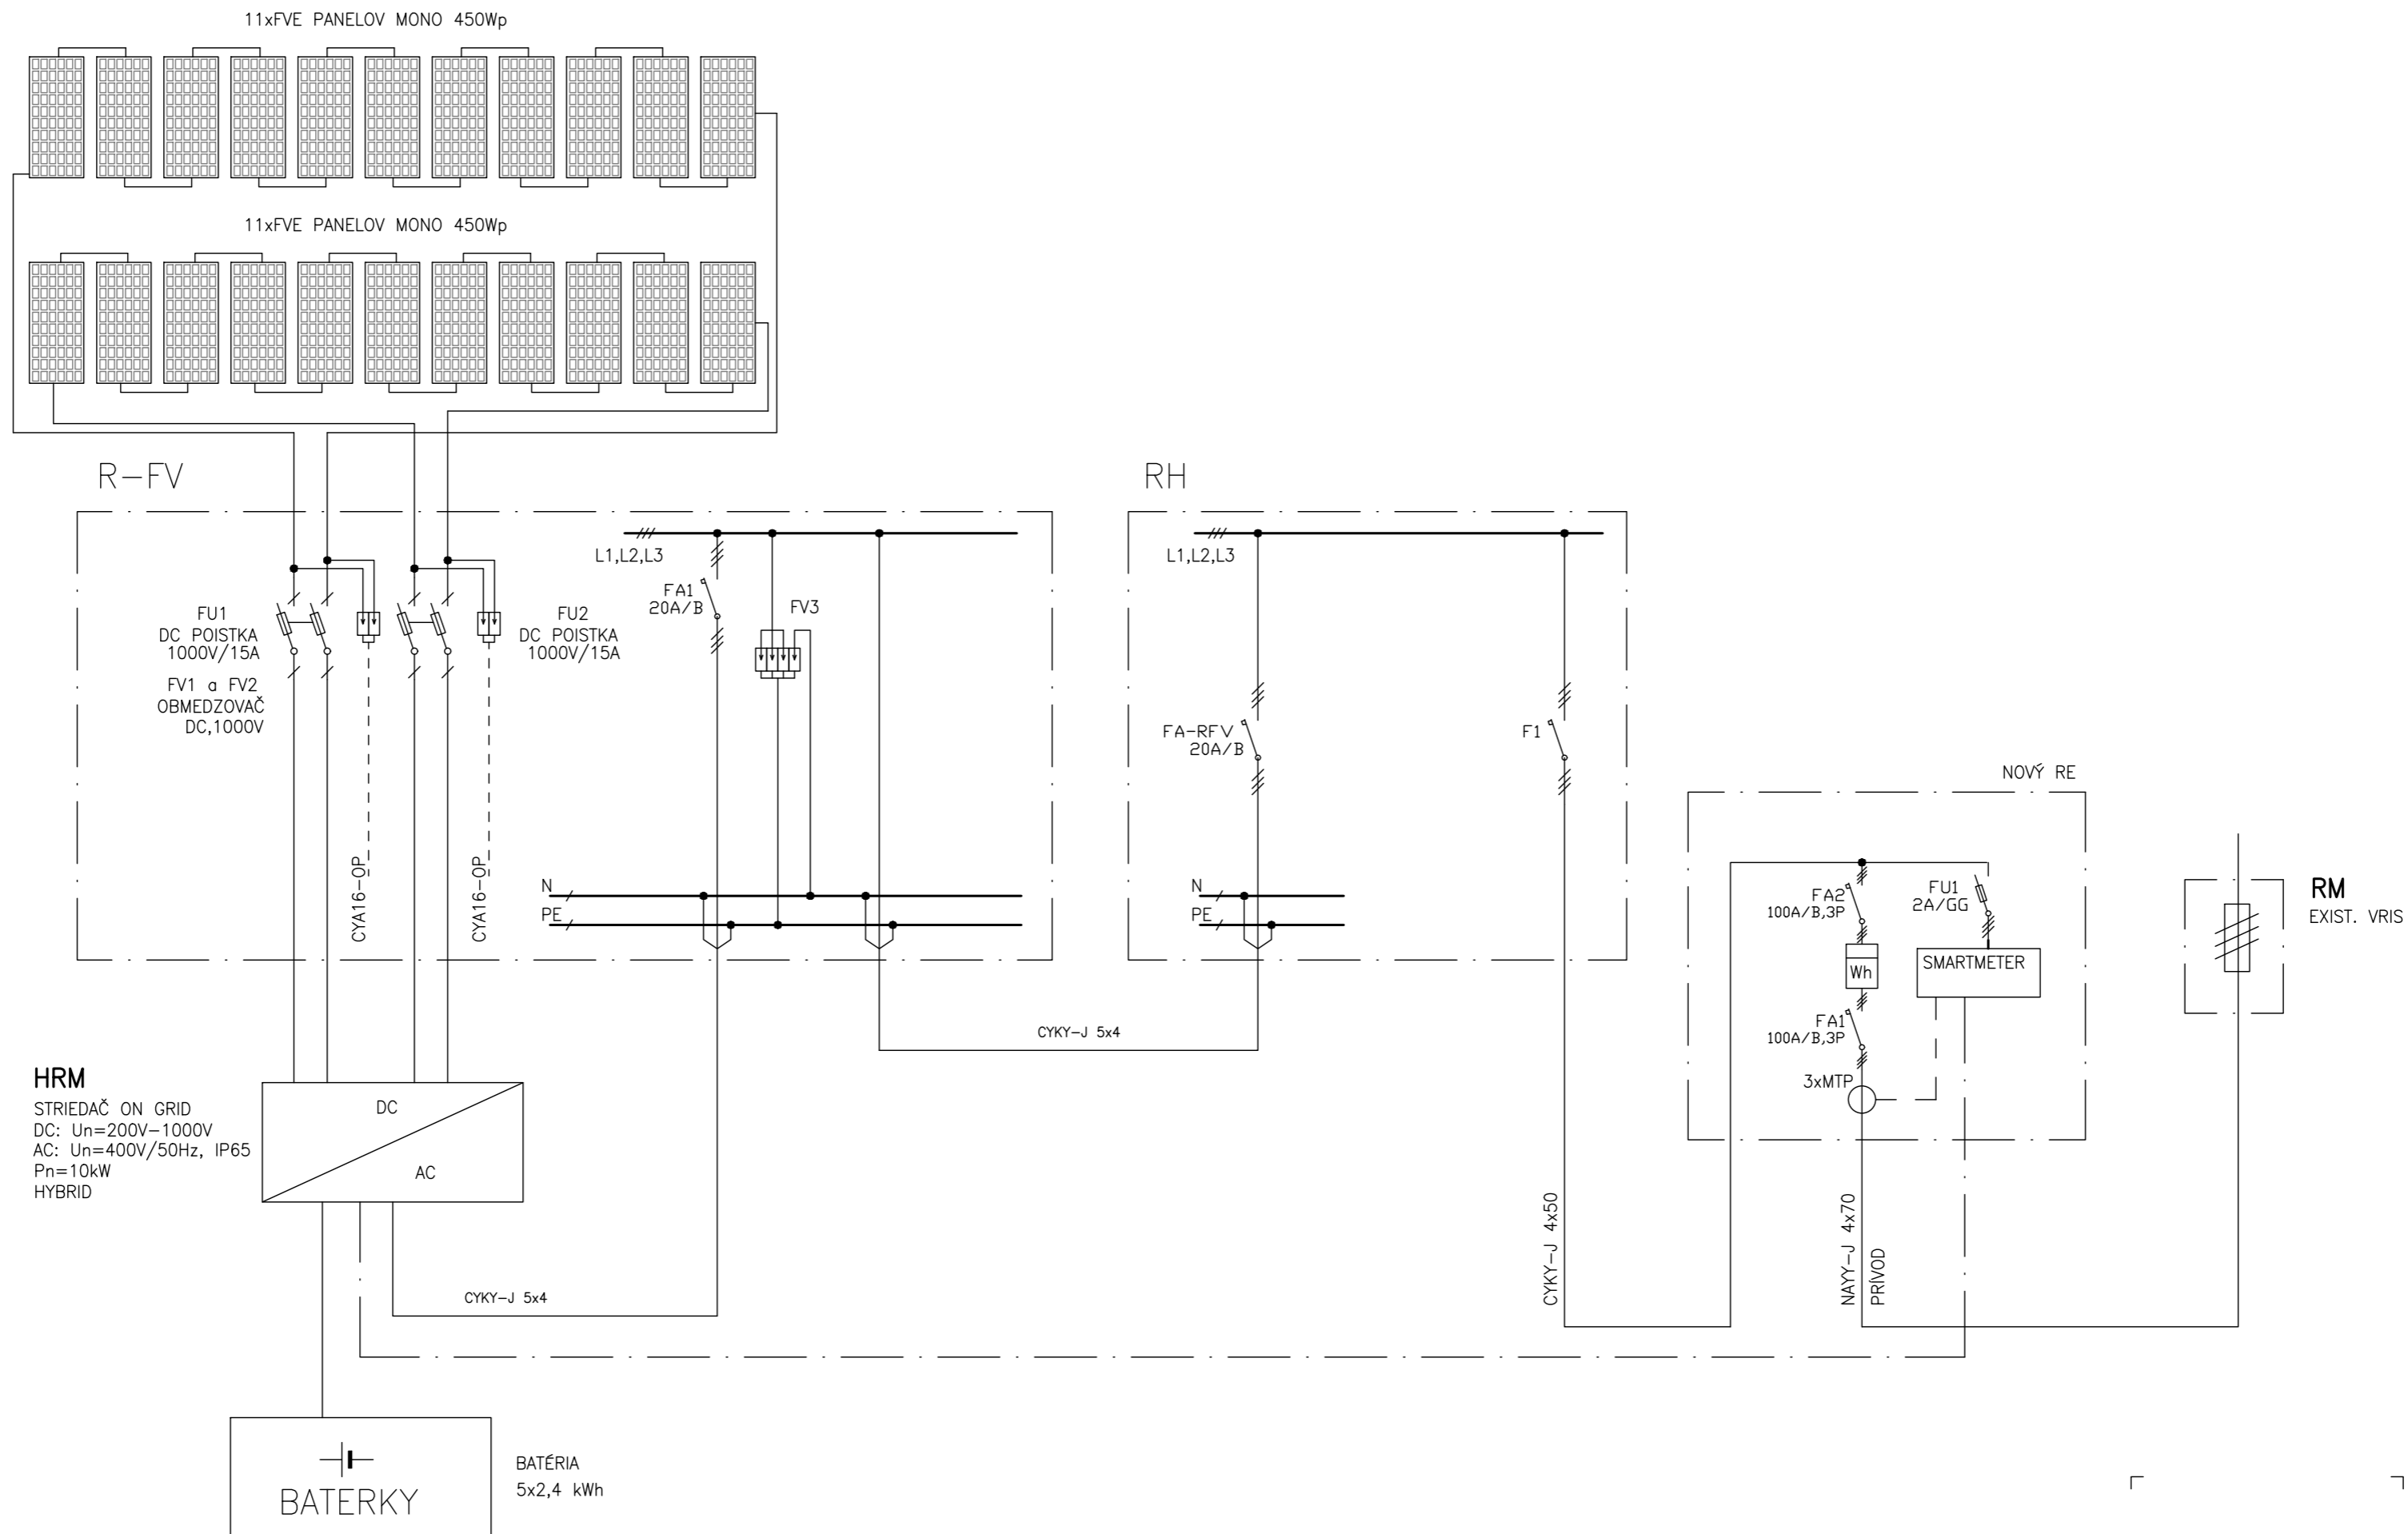 11xFVE PANELOV MONO 450Wp
11xFVE PANELOV MONO 450Wp
R-FV
RH
L1,L2,L3
FA1
20A/B
FV3
FU1
DC POISTKA
1000V/15A
FU2
DC POISTKA
1000V/15A
FV1 a FV2
OBMEDZOVAČ
DC,1000V
CYA16-OP
CYA16-OP
N
PE
L1,L2,L3
FA-RFV
20A/B
F1
N
PE
NOVÝ RE
FA2
100A/B,3P
FU1
2A/GG
Wh
SMARTMETER
FA1
100A/B,3P
3xMTP
RM
EXIST. VRIS
CYKY-J 5x4
HRM
STRIEDAČ ON GRID
DC: Un=200V-1000V
AC: Un=400V/50Hz, IP65
Pn=10kW
HYBRID
DC
AC
CYKY-J 5x4
CYKY-J 4x50
NAYY-J 4x70
PRÍVOD
BATERKY
BATÉRIA
5x2,4 kWh